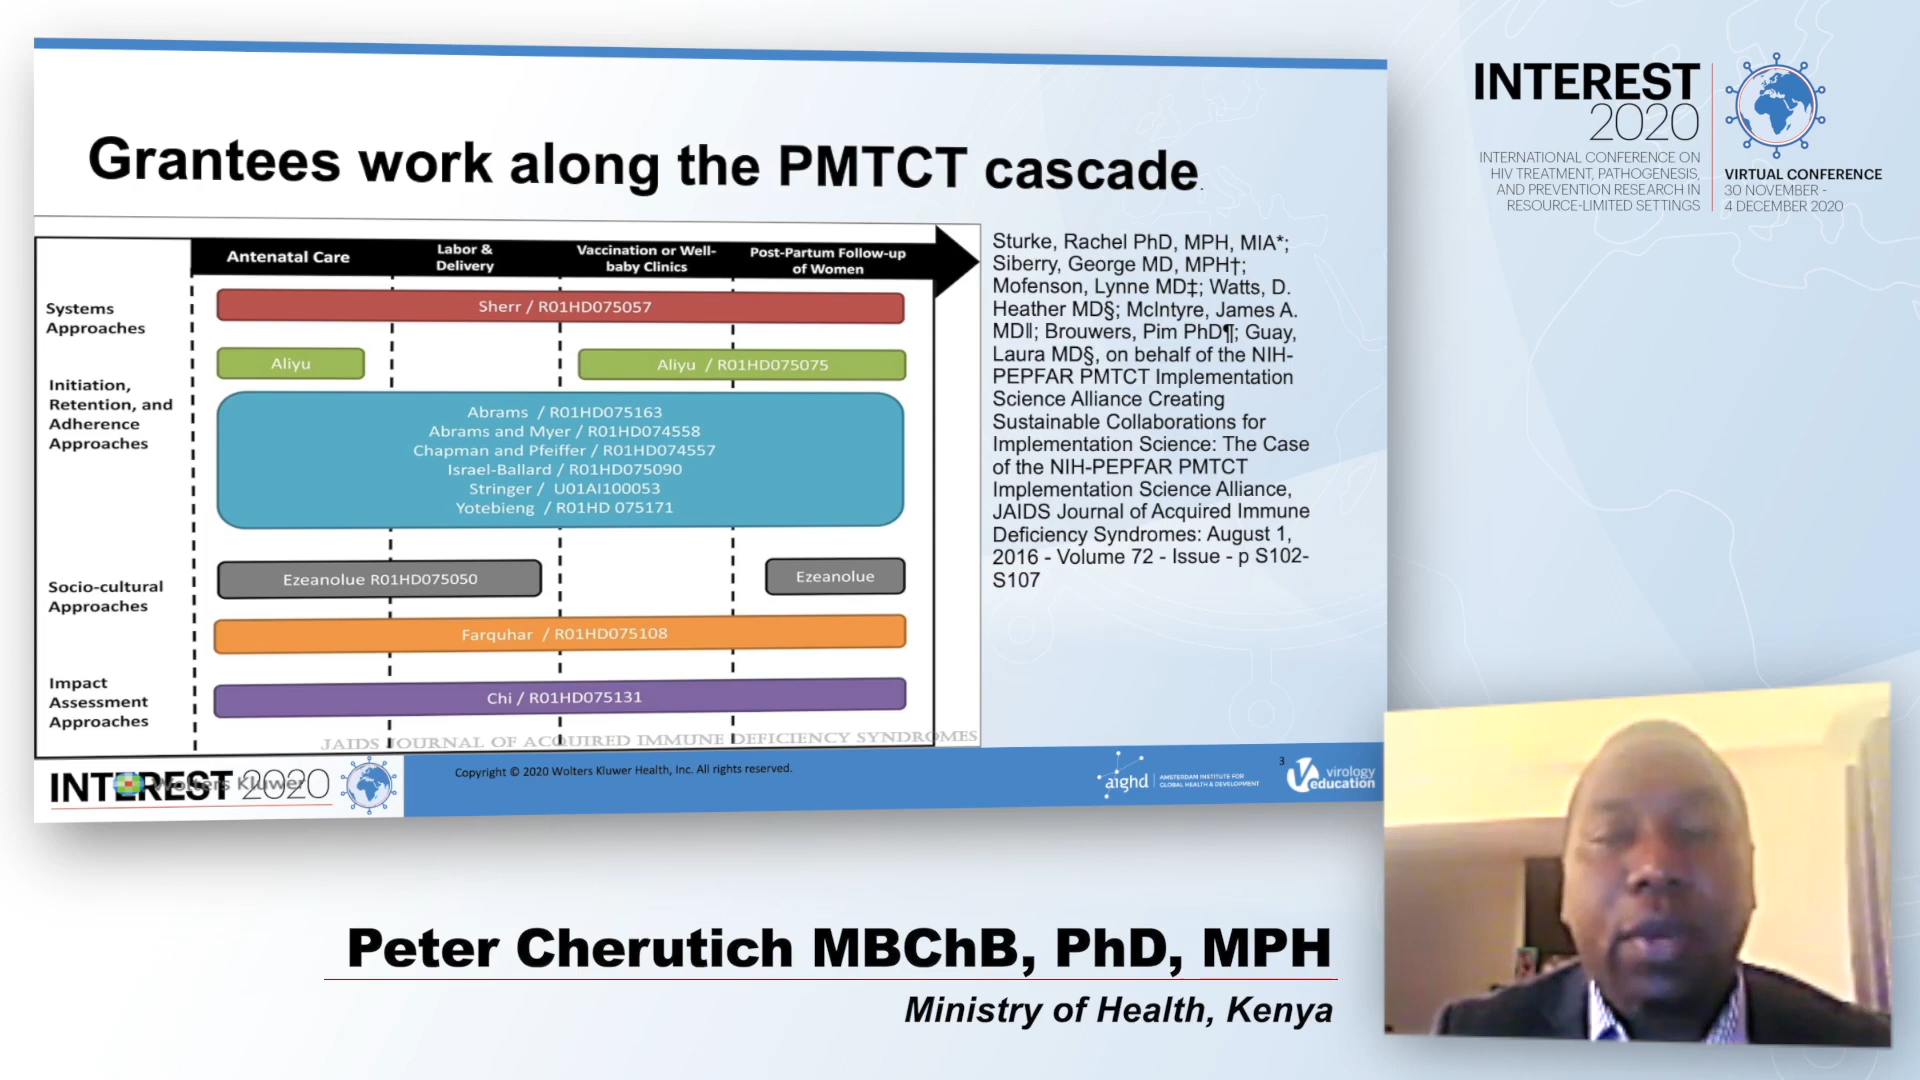 Grantees work along the PMTCT cascade.
Antenatal Care
Labor &
Delivery
Vaccination or Well-
baby Clinics
Post-Partum Follow-up
of Women
Systems
Approaches
Sherr / R01HD075057
Initiation,
Retention, and
Adherence
Approaches
Aliyu
Aliyu / R01HD075075
Abrams / R01HD075163
Abrams and Myer / R01HD074558
Chapman and Pfeiffer / R01HD074557
Israel-Ballard / R01HD075090
Stringer / U01AI100053
Yotebieng / R01HD 075171
Socio-cultural
Approaches
Ezeanolue R01HD075050
Ezeanolue
Farquhar / R01HD075108
Impact
Assessment
Approaches
Chi / R01HD075131
JAIDS JOURNAL OF ACQUIRED IMMUNE DEFICIENCY SYNDROMES
Sturke, Rachel PhD, MPH, MIA*;
Siberry, George MD, MPH†;
Mofenson, Lynne MD‡; Watts, D.
Heather MD§; McIntyre, James A.
MD‖; Brouwers, Pim PhD¶; Guay,
Laura MD§, on behalf of the NIH-
PEPFAR PMTCT Implementation
Science Alliance Creating
Sustainable Collaborations for
Implementation Science: The Case
of the NIH-PEPFAR PMTCT
Implementation Science Alliance,
JAIDS Journal of Acquired Immune
Deficiency Syndromes: August 1,
2016 - Volume 72 - Issue - p S102-
S107
INTEREST 2020
Wolters Kluwer
Copyright © 2020 Wolters Kluwer Health, Inc. All rights reserved.
aighd
AMSTERDAM INSTITUTE FOR
GLOBAL HEALTH & DEVELOPMENT
3
virology
education
INTEREST
2020
INTERNATIONAL CONFERENCE ON
HIV TREATMENT, PATHOGENESIS,
AND PREVENTION RESEARCH IN
RESOURCE-LIMITED SETTINGS
VIRTUAL CONFERENCE
30 NOVEMBER -
4 DECEMBER 2020
Peter Cherutich MBChB, PhD, MPH
Ministry of Health, Kenya